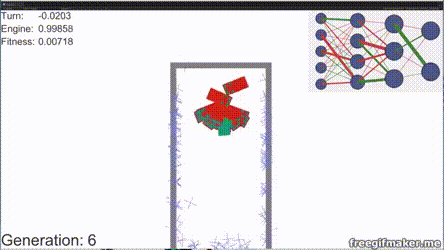 Turn: -0.0203
Engine: 0.99858
Fitness: 0.00718
Generation: 6
freegifmaker.me